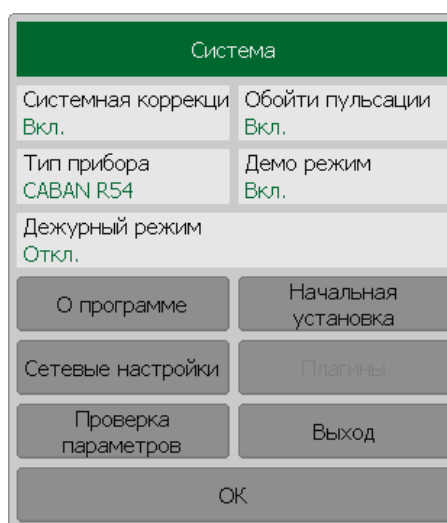 Система
Системная коррекци Обойти пульсации
Вкл. Вкл.
Тип прибора Демо режим
CABAN R54 Вкл.
Дежурный режим
Откл.
О программе Начальная
установка
Сетевые настройки Плагины
Проверка
параметров Выход
ОК